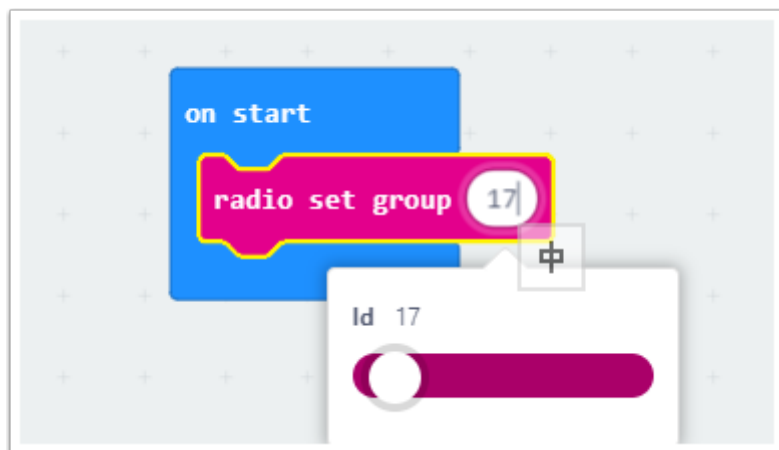 on start
radio set group 17
中
Id 17